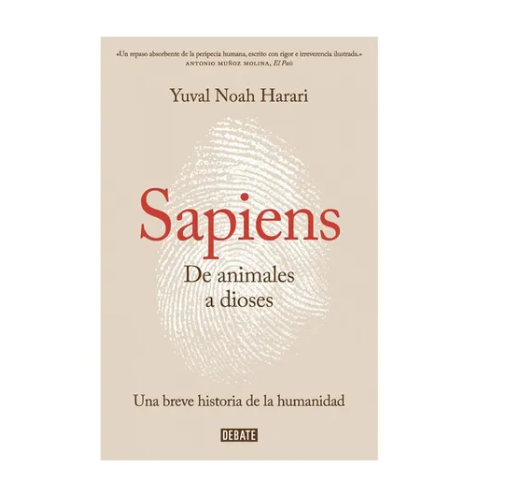 «Un repaso absorbente de la peripecia humana, escrito con rigor e irreverencia ilustrada.»
ANTONIO MUÑOZ MOLINA, El País
Yuval Noah Harari
Sapiens
De animales
a dioses
Una breve historia de la humanidad
DEBATE